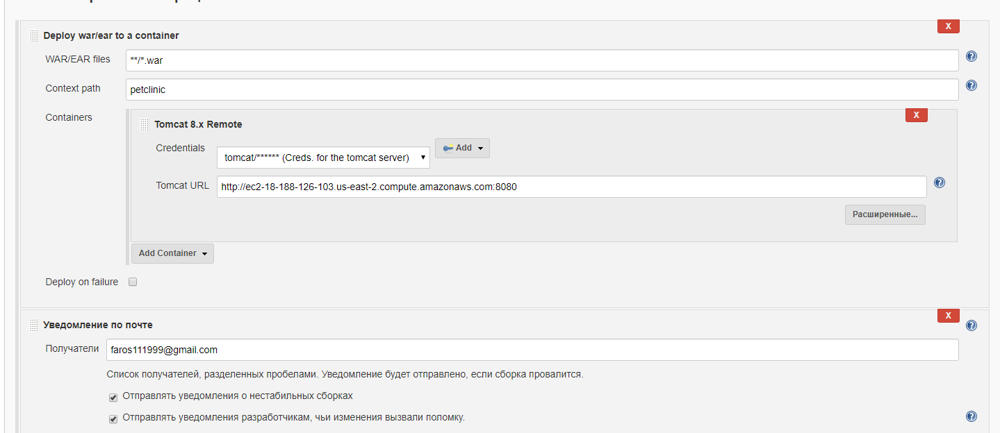 Deploy war/ear to a container
X
WAR/EAR files
**/*.war
Context path
petclinic
Containers
X
Tomcat 8.x Remote
Credentials
tomcat/****** (Creds. for the tomcat server)
Add
Tomcat URL
http://ec2-18-188-126-103.us-east-2.compute.amazonaws.com:8080
Расширенные...
Add Container
Deploy on failure
X
Уведомление по почте
Получатели
faros111999@gmail.com
Список получателей, разделенных пробелами. Уведомление будет отправлено, если сборка провалится.
Отправлять уведомления о нестабильных сборках
Отправлять уведомления разработчикам, чьи изменения вызвали поломку.